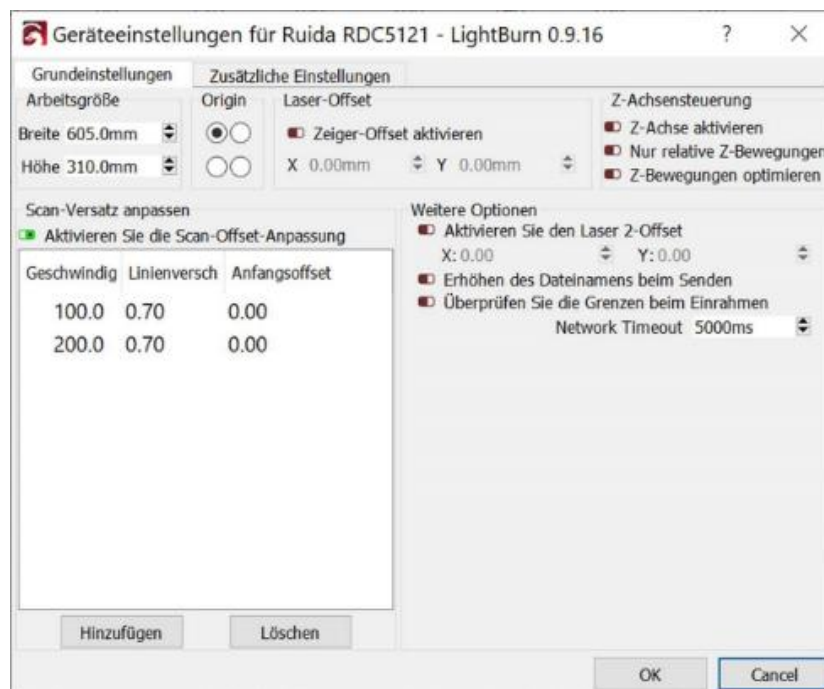 Geräteeinstellungen für Ruida RDC5121 - LightBurn 0.9.16 ?
Grundeinstellungen Zusätzliche Einstellungen
Arbeitsgröße
Breite 605.0mm
Höhe 310.0mm
Origin
Laser-Offset
Zeiger-Offset aktivieren
X 0.00mm Y 0.00mm
Z-Achsensteuerung
Z-Achse aktivieren
Nur relative Z-Bewegungen
Z-Bewegungen optimieren
Scan-Versatz anpassen
Aktivieren Sie die Scan-Offset-Anpassung
Geschwindig Linienversch Anfangsoffset
100.0 0.70 0.00
200.0 0.70 0.00
Hinzufügen Löschen
Weitere Optionen
Aktivieren Sie den Laser 2-Offset
X: 0.00 Y: 0.00
Erhöhen des Dateinamens beim Senden
Überprüfen Sie die Grenzen beim Einrahmen
Network Timeout 5000ms
OK Cancel